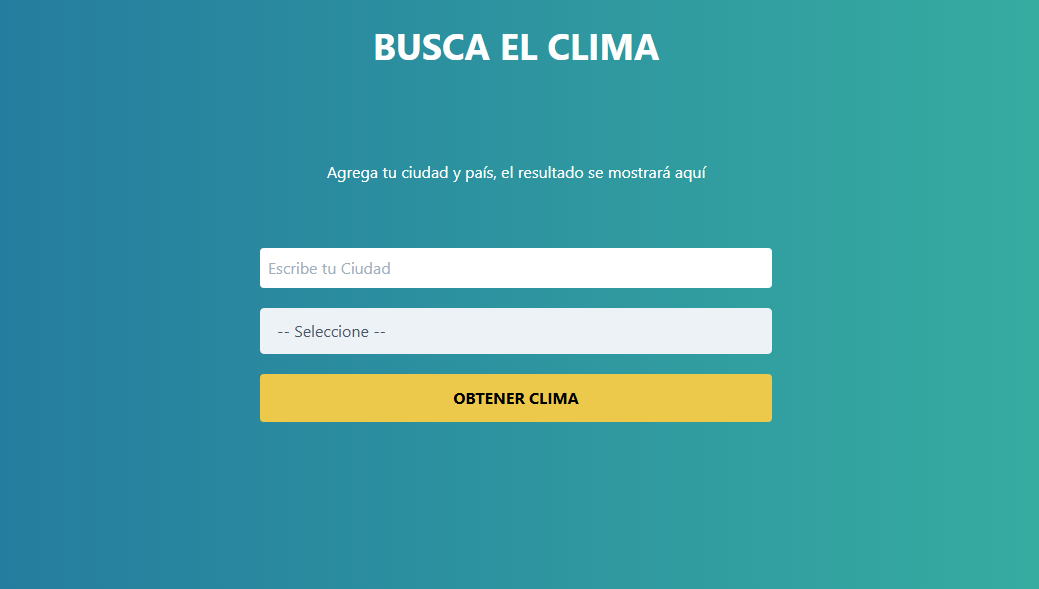 BUSCA EL CLIMA
Agrega tu ciudad y país, el resultado se mostrará aquí
Escribe tu Ciudad
-- Seleccione --
OBTENER CLIMA